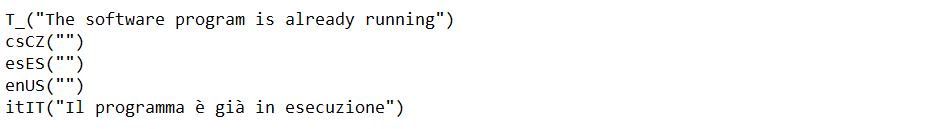 T_("The software program is already running")
csCZ("")
esES("")
enUS("")
itIT("Il programma è già in esecuzione")